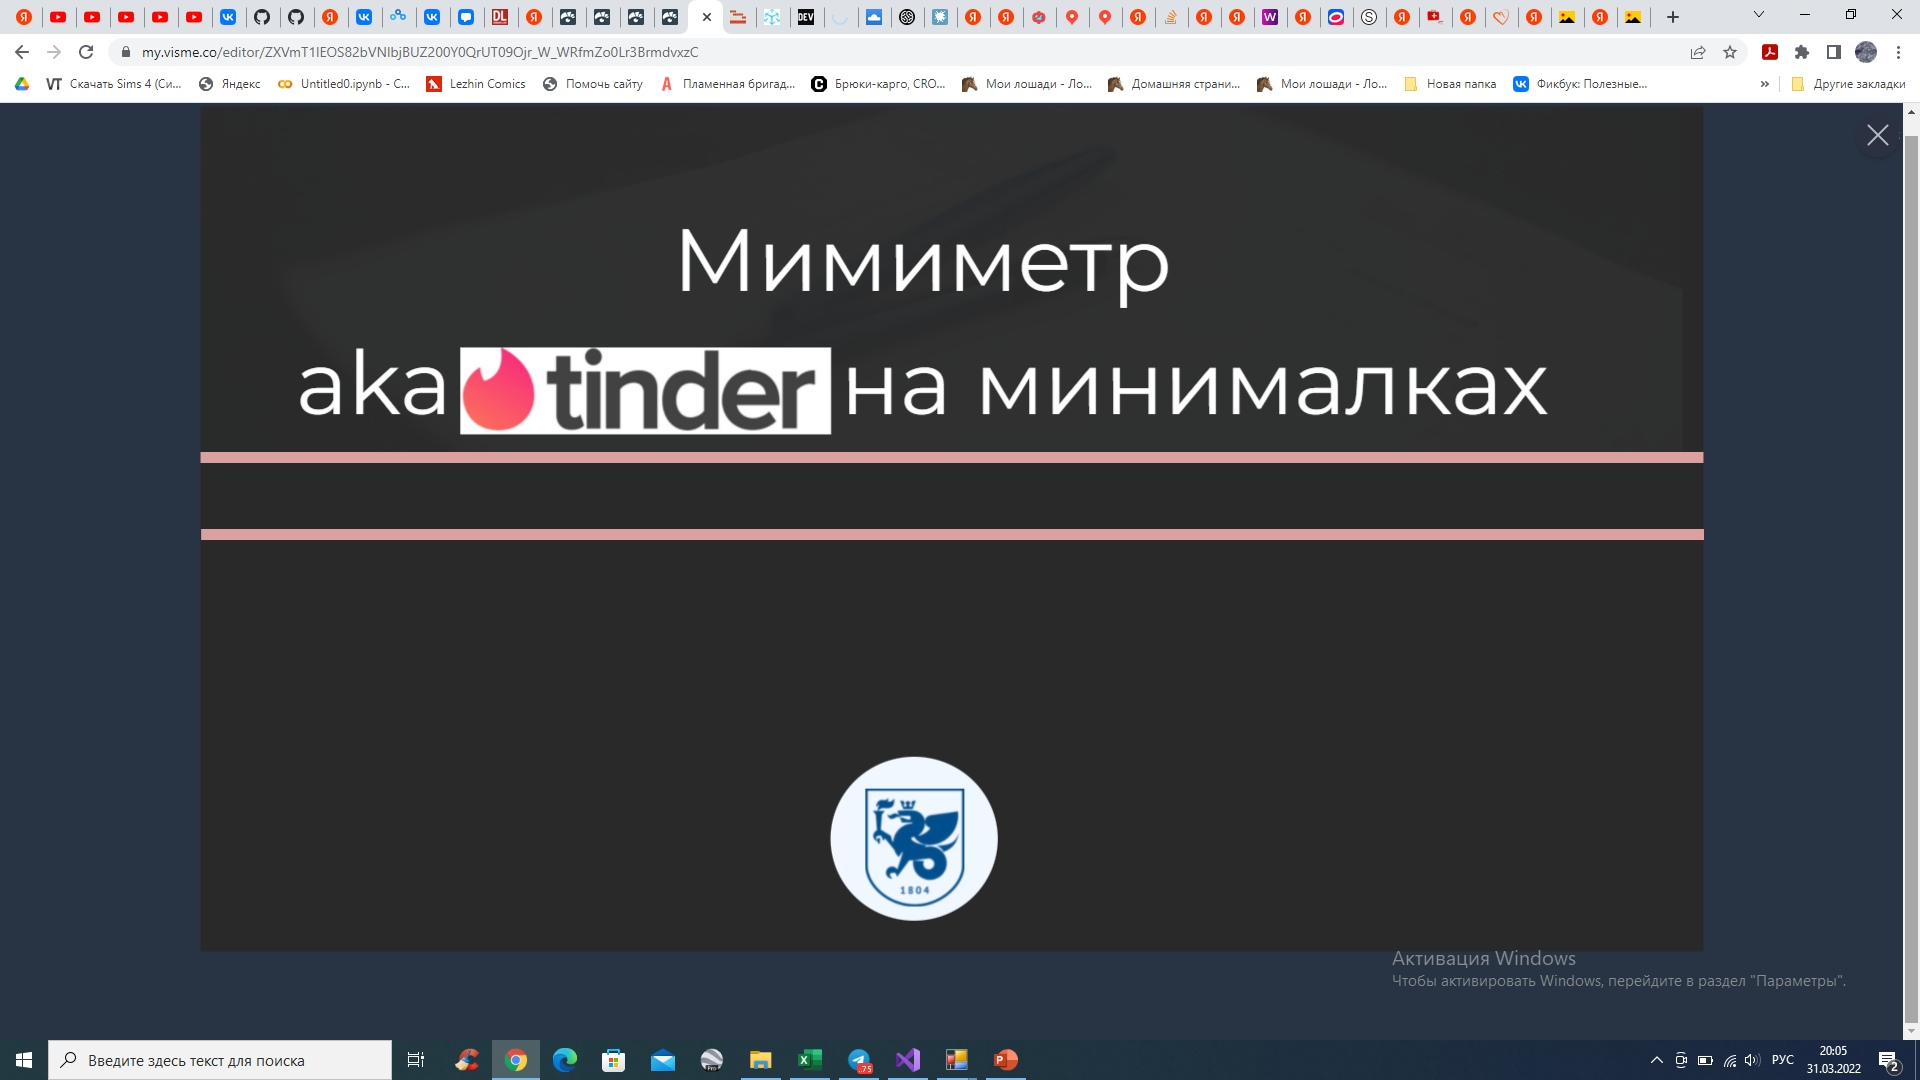 my.visme.co/editor/ZXVmT1lEOS82bVNIbjBUZ200Y0QrUT09Ojr_W_WRfmZo0Lr3BrmdvxzC
Скачать Sims 4 (Си...
Яндекс
Untitled0.ipynb - C...
Lezhin Comics
Помочь сайту
Пламенная бригад...
Брюки-карго, CRO...
Мои лошади - Ло...
Домашняя страни...
Мои лошади - Ло...
Новая папка
Фикбук: Полезные...
Другие закладки
Мимиметр
aka tinder на минималках
1804
Активация Windows
Чтобы активировать Windows, перейдите в раздел "Параметры".
Введите здесь текст для поиска
РУС
20:05
31.03.2022
2